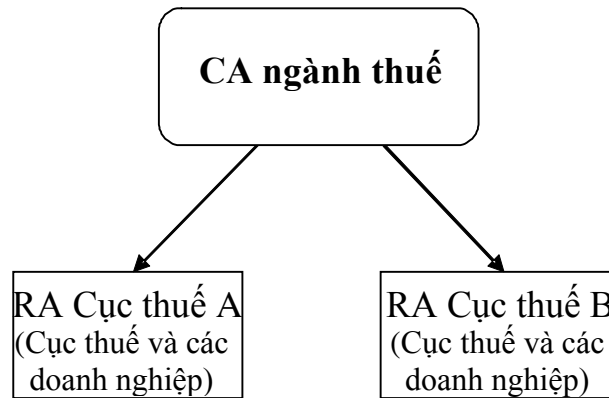 CA ngành thuế
RA Cục thuế A
(Cục thuế và các
doanh nghiệp)
RA Cục thuế B
(Cục thuế và các
doanh nghiệp)